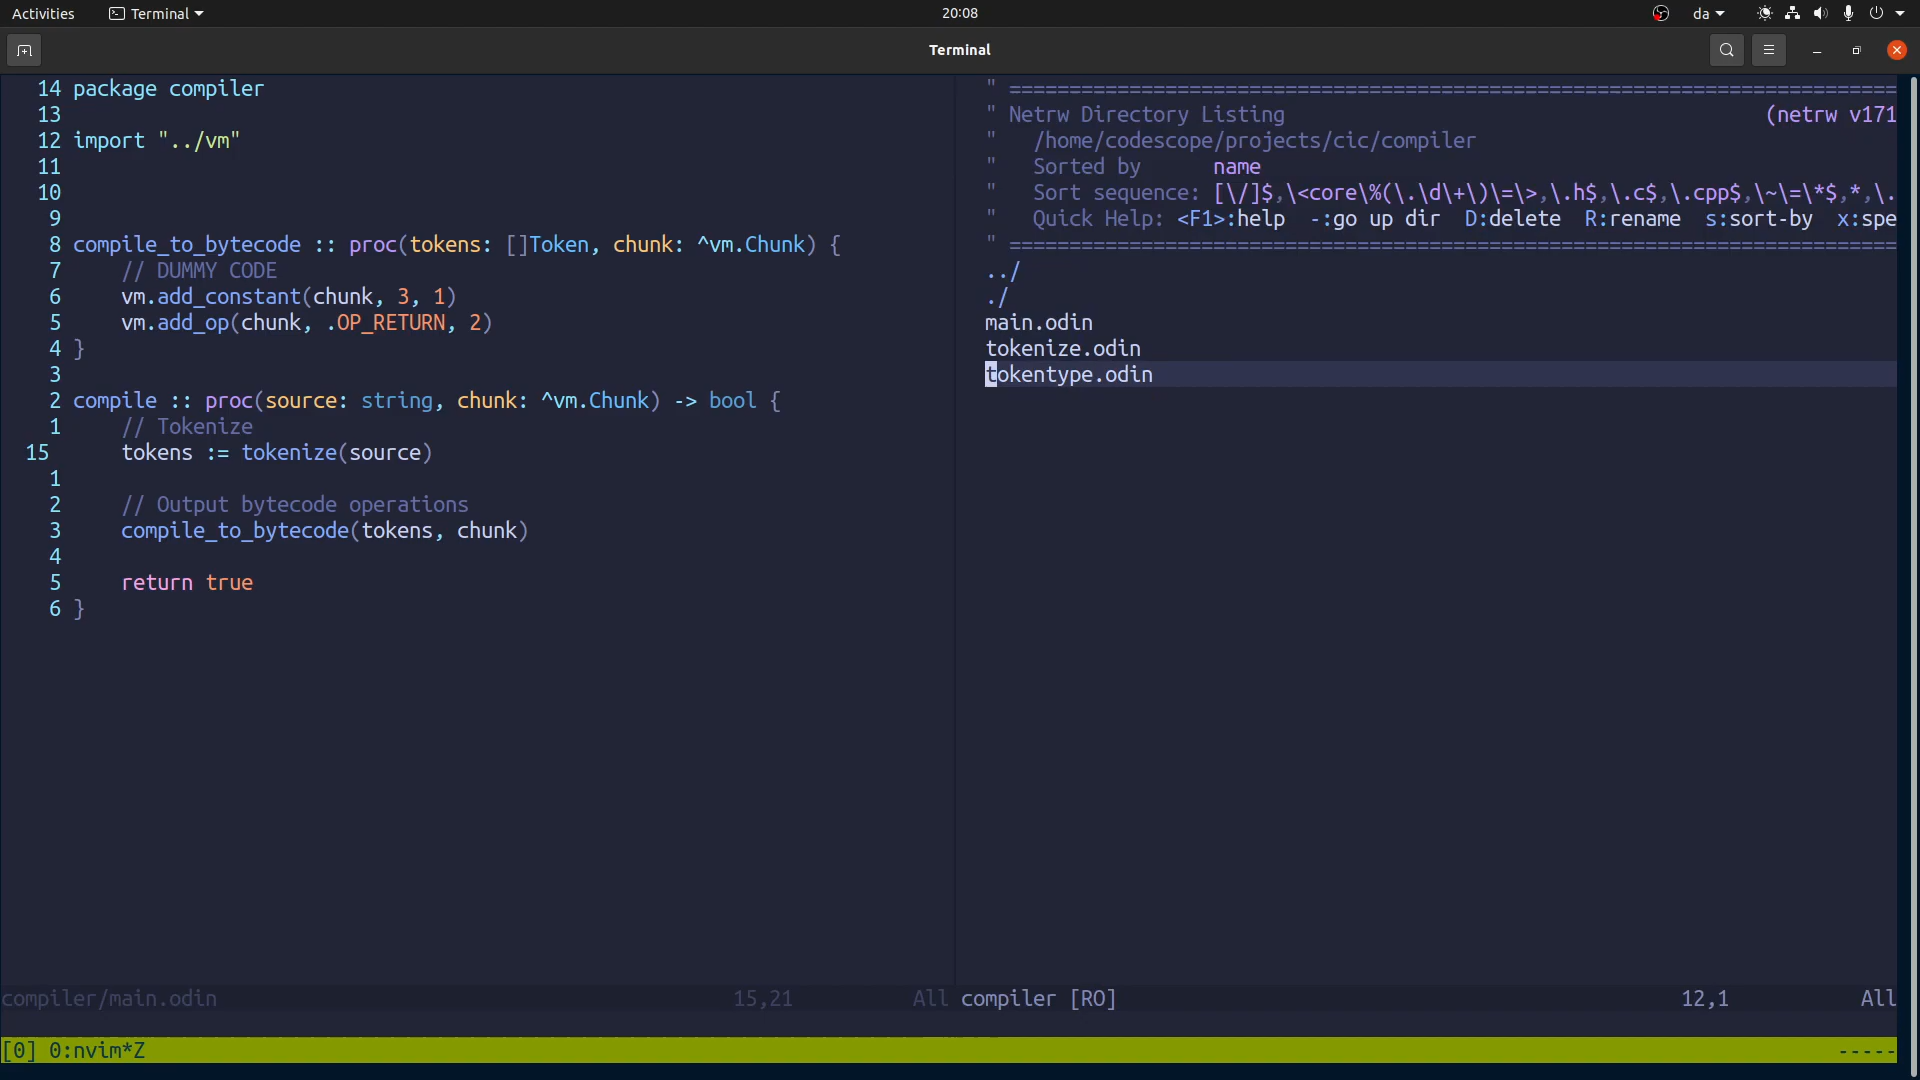 Activities Terminal 20:08 da
Terminal
14 package compiler
13
12 import "../vm"
11
10
9
8 compile_to_bytecode :: proc(tokens: []Token, chunk: ^vm.Chunk) {
7 // DUMMY CODE
6 vm.add_constant(chunk, 3, 1)
5 vm.add_op(chunk, .OP_RETURN, 2)
4 }
3
2 compile :: proc(source: string, chunk: ^vm.Chunk) -> bool {
1 // Tokenize
15 tokens := tokenize(source)
1
2 // Output bytecode operations
3 compile_to_bytecode(tokens, chunk)
4
5 return true
6 }
compiler/main.odin 15,21 All
" ============================================================================
" Netrw Directory Listing (netrw v171
" /home/codescope/projects/cic/compiler
" Sorted by name
" Sort sequence: [\/]$,\<core\%(\.\d\+\)\=\>,\.h$,\.c$,\.cpp$,\~\=\*$,*,\.
" Quick Help: <F1>:help -:go up dir D:delete R:rename s:sort-by x:spe
" ============================================================================
../
./
main.odin
tokenize.odin
tokentype.odin
compiler [RO] 12,1 All
[0] 0:nvim*Z -----